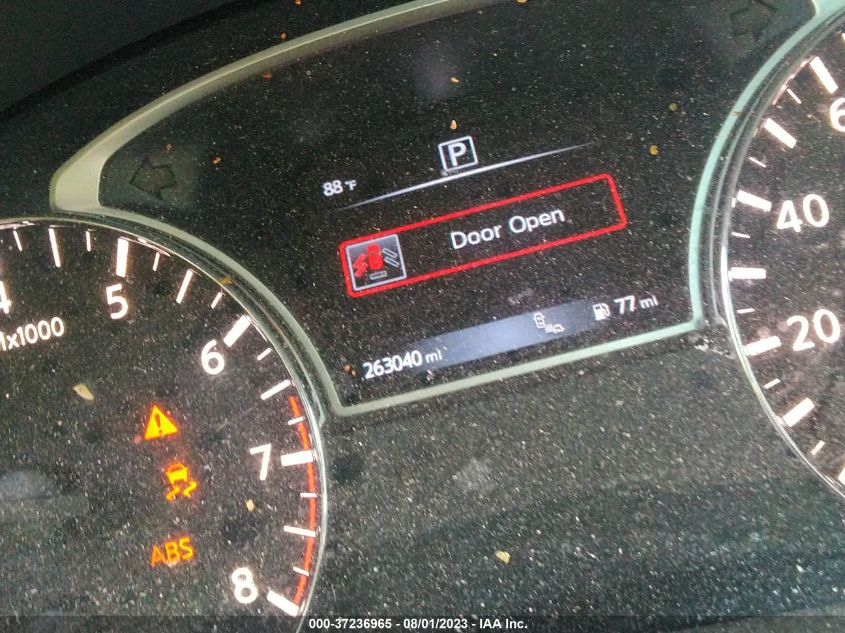 P
88 °F
Door Open
77 mi
263040 mi
4
5
x1000
6
7
8
ABS
40
20
000-37236965 - 08/01/2023 - IAA Inc.